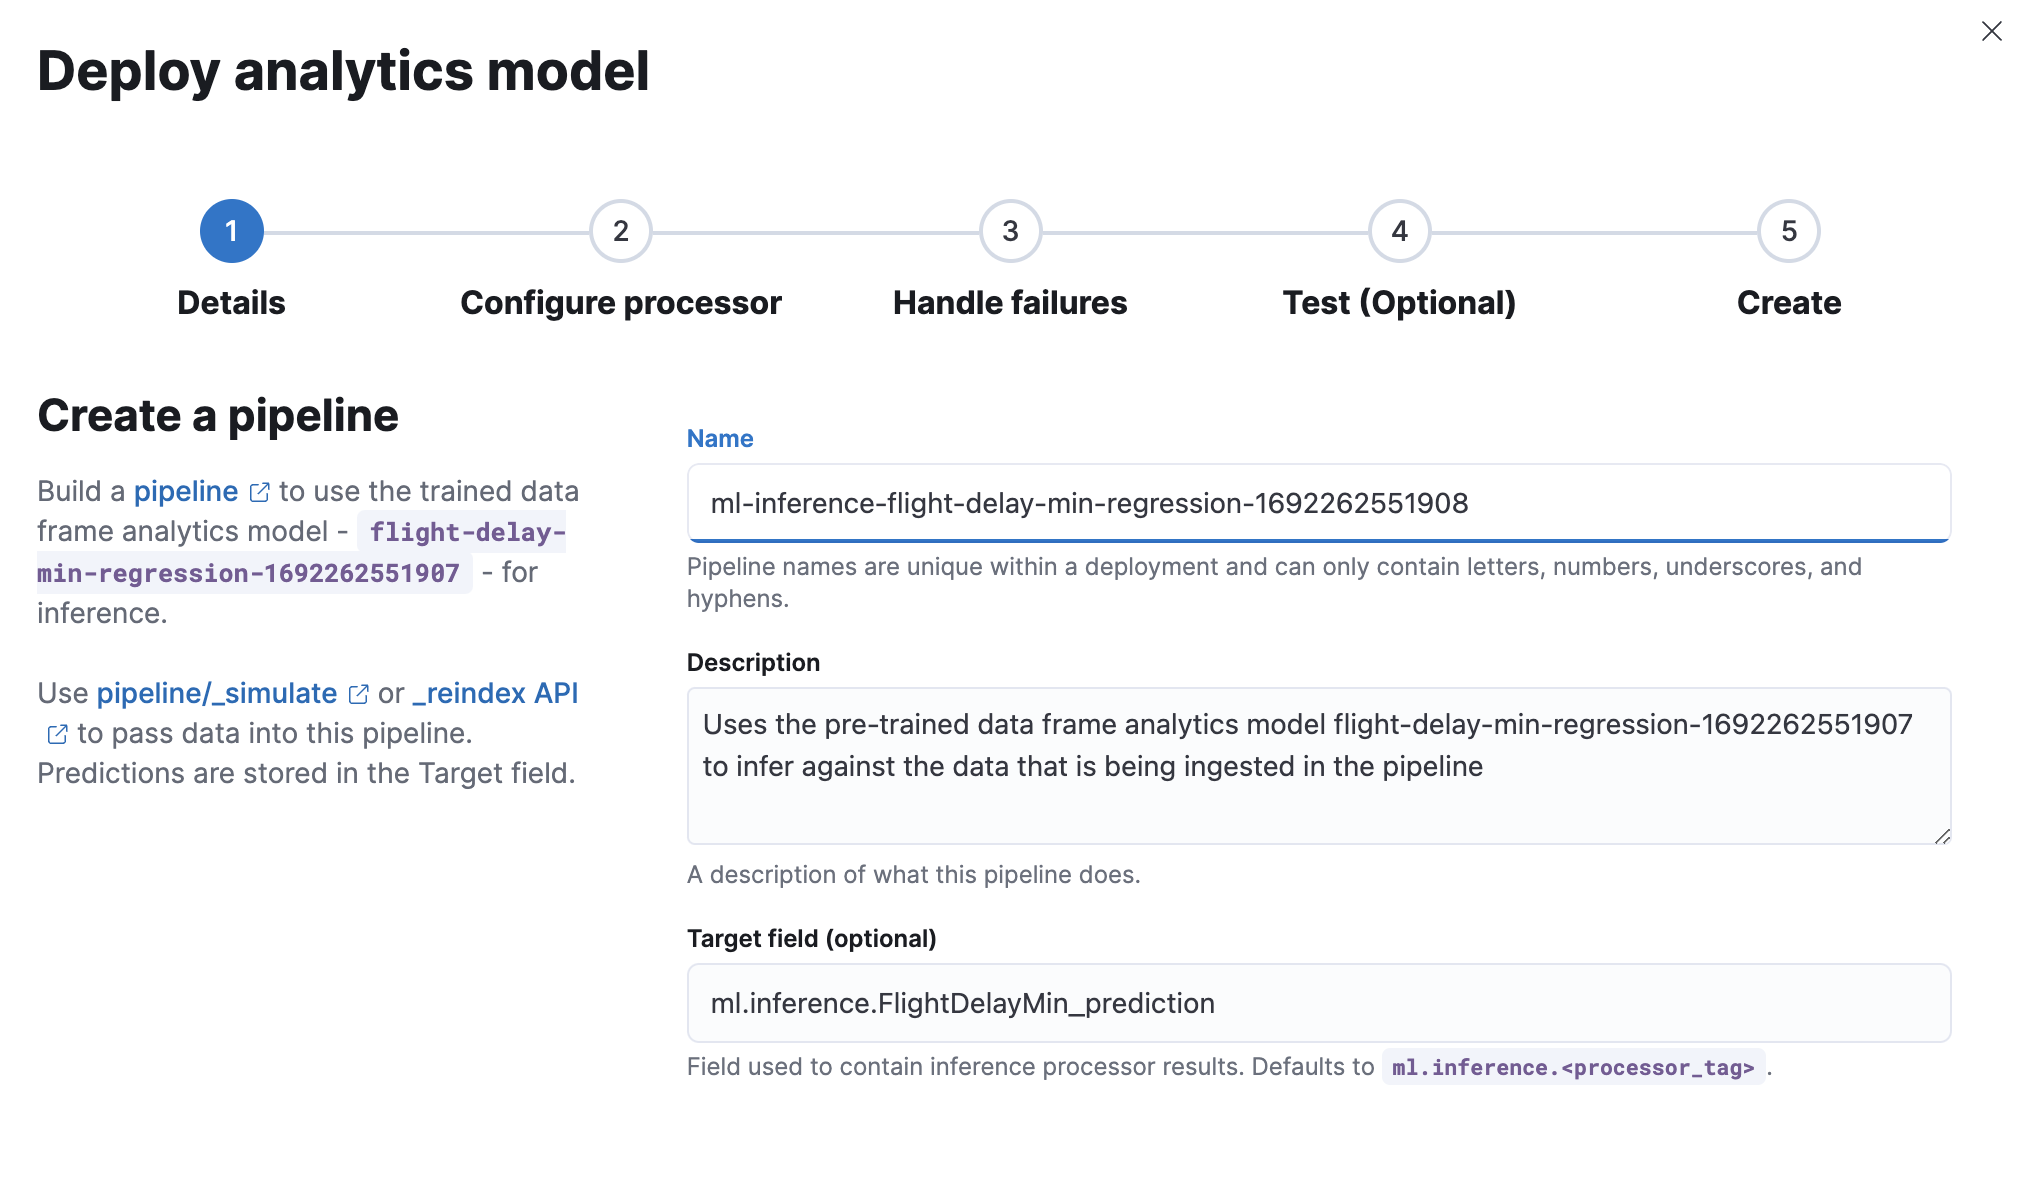 Deploy analytics model
1
2
3
4
5
Details
Configure processor
Handle failures
Test (Optional)
Create
Create a pipeline
Build a pipeline to use the trained data
frame analytics model - flight-delay-
min-regression-1692262551907 - for
inference.
Use pipeline/_simulate or _reindex API
to pass data into this pipeline.
Predictions are stored in the Target field.
Name
ml-inference-flight-delay-min-regression-1692262551908
Pipeline names are unique within a deployment and can only contain letters, numbers, underscores, and
hyphens.
Description
Uses the pre-trained data frame analytics model flight-delay-min-regression-1692262551907
to infer against the data that is being ingested in the pipeline
A description of what this pipeline does.
Target field (optional)
ml.inference.FlightDelayMin_prediction
Field used to contain inference processor results. Defaults to ml.inference.<processor_tag> .